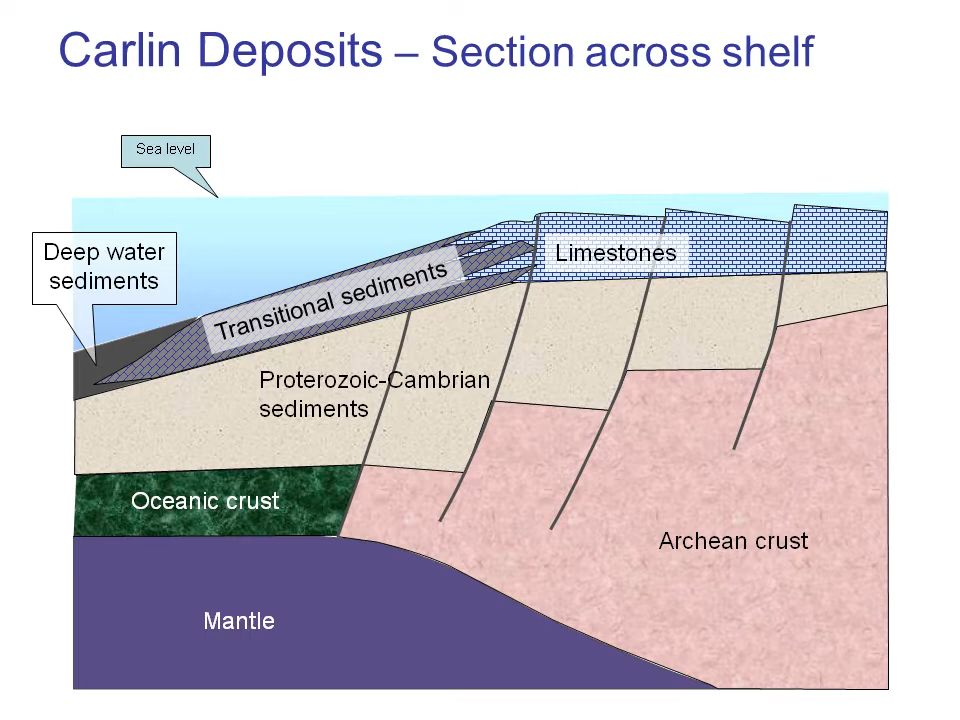 Carlin Deposits – Section across shelf
Sea level
Deep water
sediments
Limestones
Transitional sediments
Proterozoic-Cambrian
sediments
Oceanic crust
Archean crust
Mantle